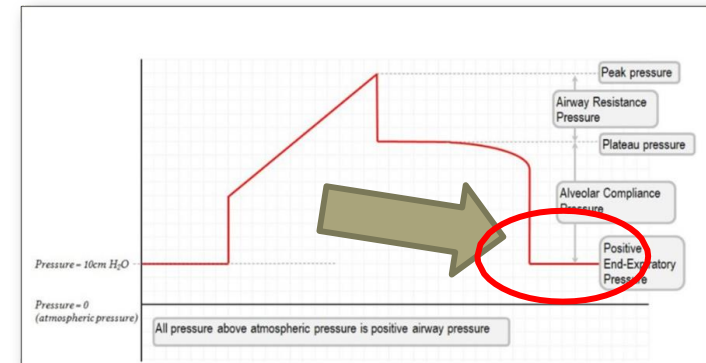 Peak pressure
Airway Resistance
Pressure
Plateau pressure
Alveolar Compliance
Pressure
Positive
End-Expiratory
Pressure
Pressure = 10cm H₂O
Pressure = 0
(atmospheric pressure)
All pressure above atmospheric pressure is positive airway pressure